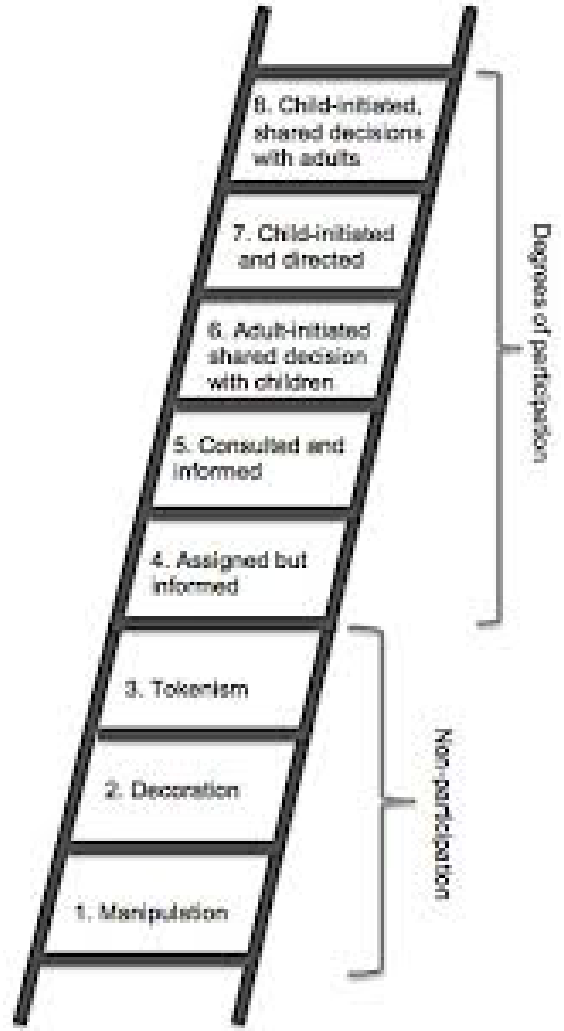 8. Child-initiated,
shared decisions
with adults
7. Child-initiated
and directed
6. Adult-initiated
shared decision
with children
5. Consulted and
informed
4. Assigned but
informed
3. Tokenism
2. Decoration
1. Manipulation
Degrees of participation
Non-participation